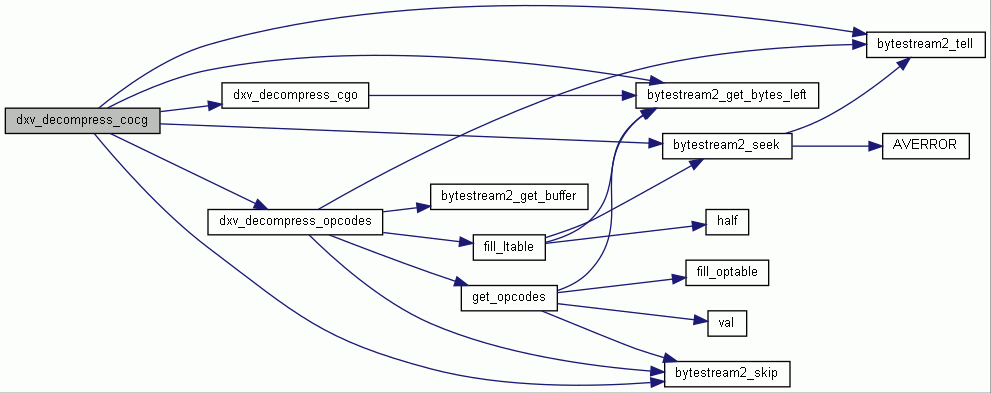 bytestream2_tell
dxv_decompress_cgo
bytestream2_get_bytes_left
dxv_decompress_cocg
bytestream2_seek
AVERROR
bytestream2_get_buffer
dxv_decompress_opcodes
half
fill_ltable
fill_optable
get_opcodes
val
bytestream2_skip